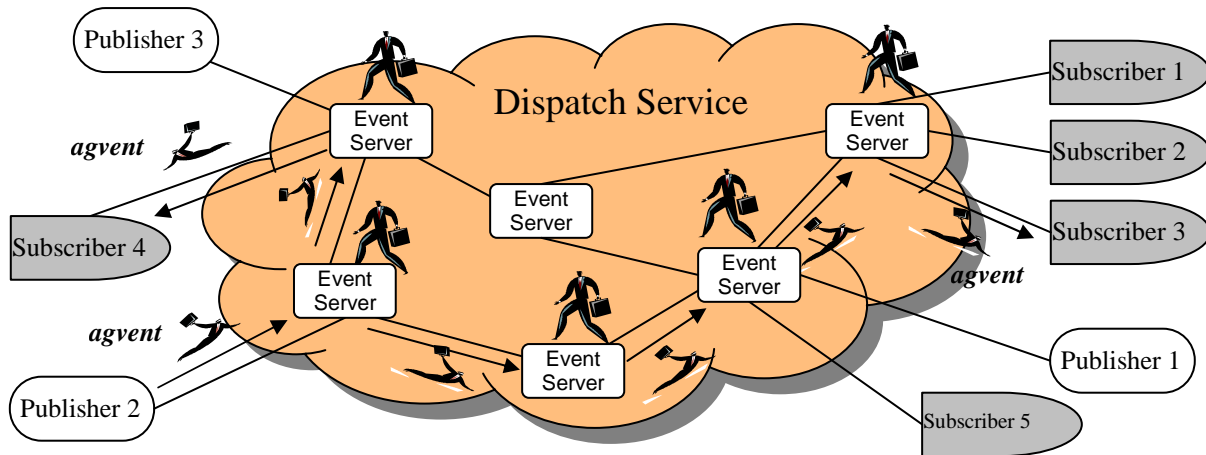 Publisher 3
Dispatch Service
Subscriber 1
Event
Server
Event
Server
agvent
Subscriber 2
Event
Server
Subscriber 4
Subscriber 3
Event
Server
Event
Server
agvent
agvent
Event
Server
Publisher 1
Publisher 2
Subscriber 5